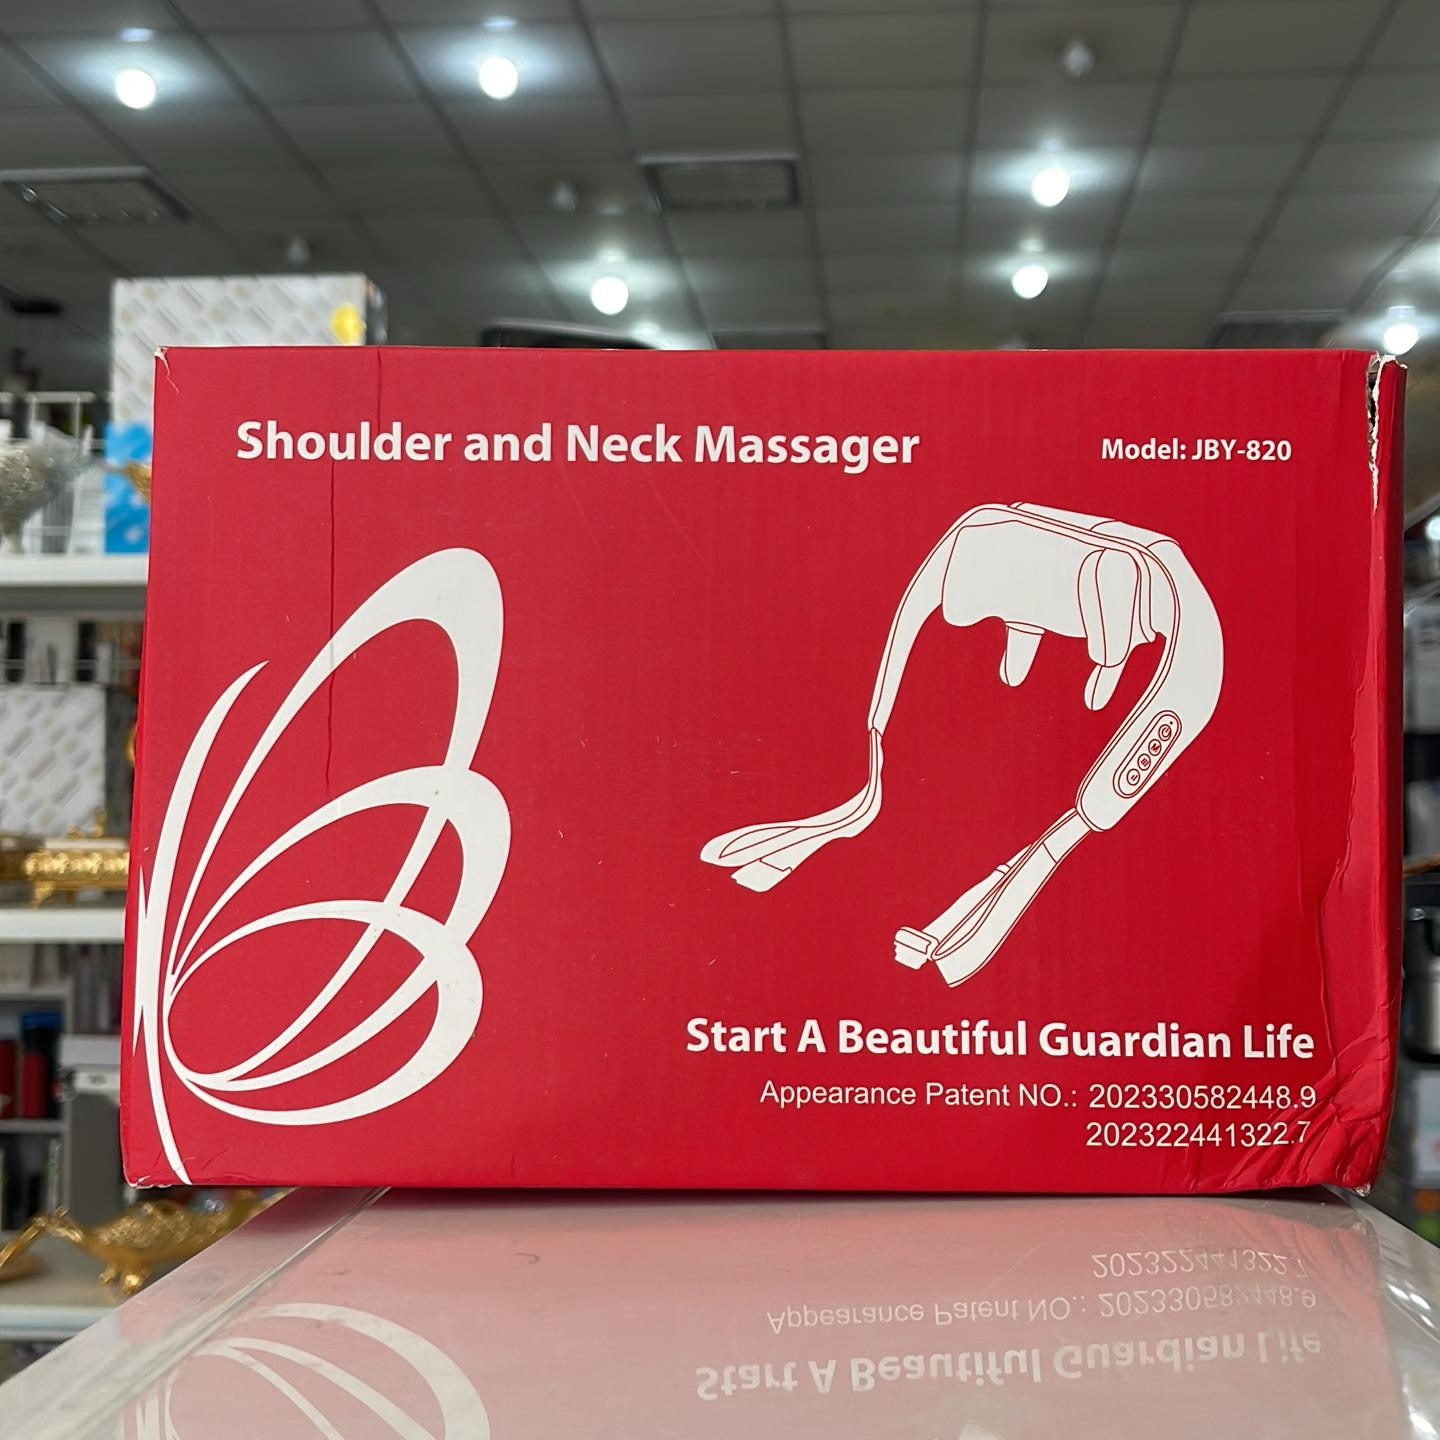 Shoulder and Neck Massager
Model: JBY-820
Start A Beautiful Guardian Life
Appearance Patent NO.: 202330582448.9
202322441322.7